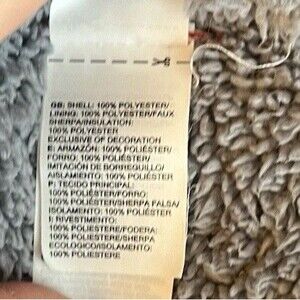 GB: SHELL: 100% POLYESTER/
LINING: 100% POLYESTER/FAUX
SHERPA/INSULATION:
100% POLYESTER
EXCLUSIVE OF DECORATION
E: ARMAZÓN: 100% POLIÉSTER/
FORRO: 100% POLIÉSTER/
IMITACIÓN DE BORREGUILLO/
AISLAMIENTO: 100% POLIÉSTER
P: TECIDO PRINCIPAL:
100% POLIÉSTER/FORRO:
100% POLIÉSTER/SHERPA FALSA/
ISOLAMENTO: 100% POLIÉSTER
I: RIVESTIMENTO:
100% POLIESTERE/FODERA:
100% POLIESTERE/SHERPA
ECOLOGICO/ISOLAMENTO:
100% POLIESTERE